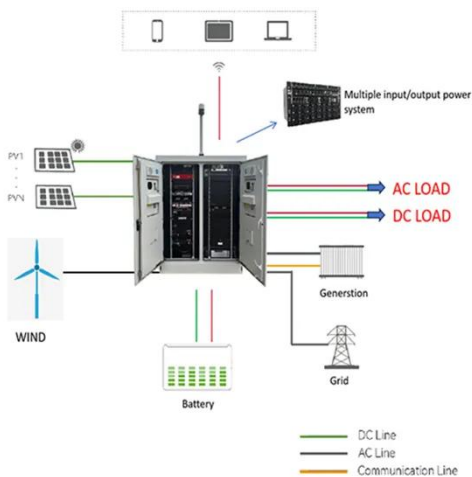 Multiple input/output power
system
PV1
PVN
AC LOAD
DC LOAD
WIND
Generstion
Grid
Battery
DC Line
AC Line
Communication Line